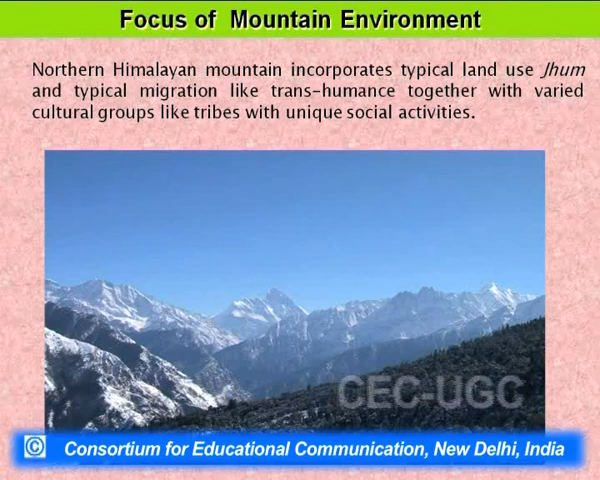 Focus of Mountain Environment
Northern Himalayan mountain incorporates typical land use Jhum
and typical migration like trans-humance together with varied
cultural groups like tribes with unique social activities.
CEC-UGC
© Consortium for Educational Communication, New Delhi, India